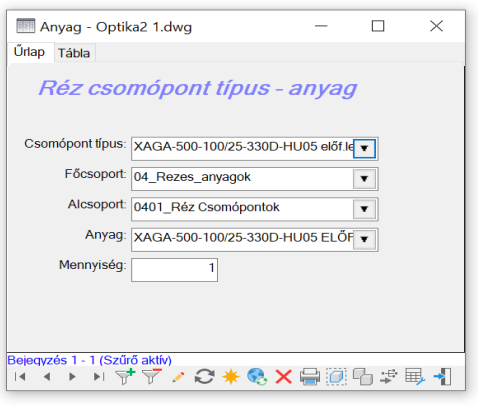 Anyag - Optika2 1.dwg
Űrlap Tábla
Réz csomópont típus - anyag
Csomópont típus: XAGA-500-100/25-330D-HU05 előf.le
Főcsoport: 04_Rezes_anyagok
Alcsoport: 0401_Réz Csomópontok
Anyag: XAGA-500-100/25-330D-HU05 ELŐF
Mennyiség: 1
Bejegyzés 1 - 1 (Szűrő aktív)